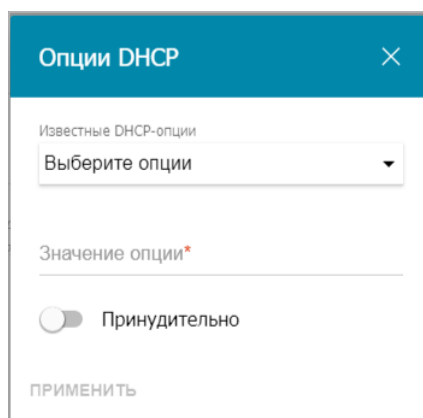 Опции DHCP
Известные DHCP-опции
Выберите опции
Значение опции*
Принудительно
ПРИМЕНИТЬ